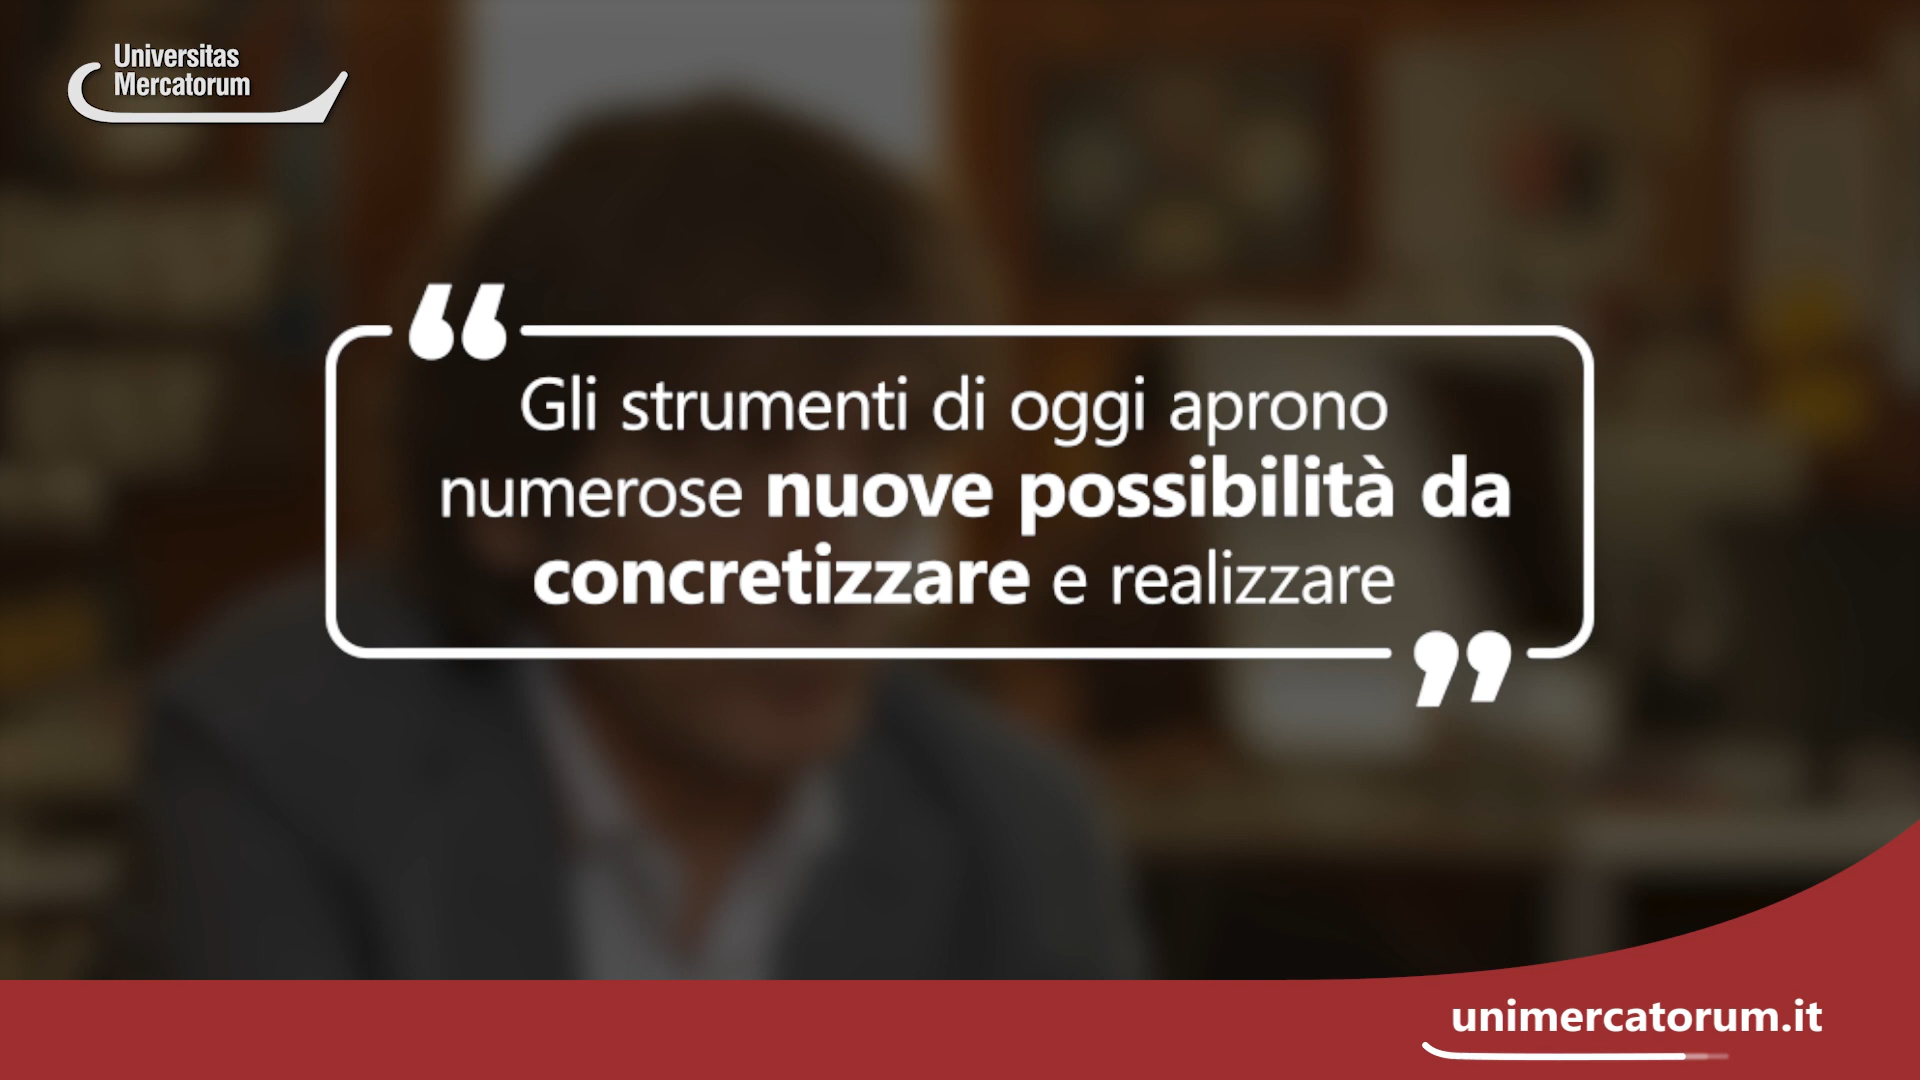 Universitas
Mercatorum
“
Gli strumenti di oggi aprono
numerose nuove possibilità da
concretizzare e realizzare
”
unimercatorum.it